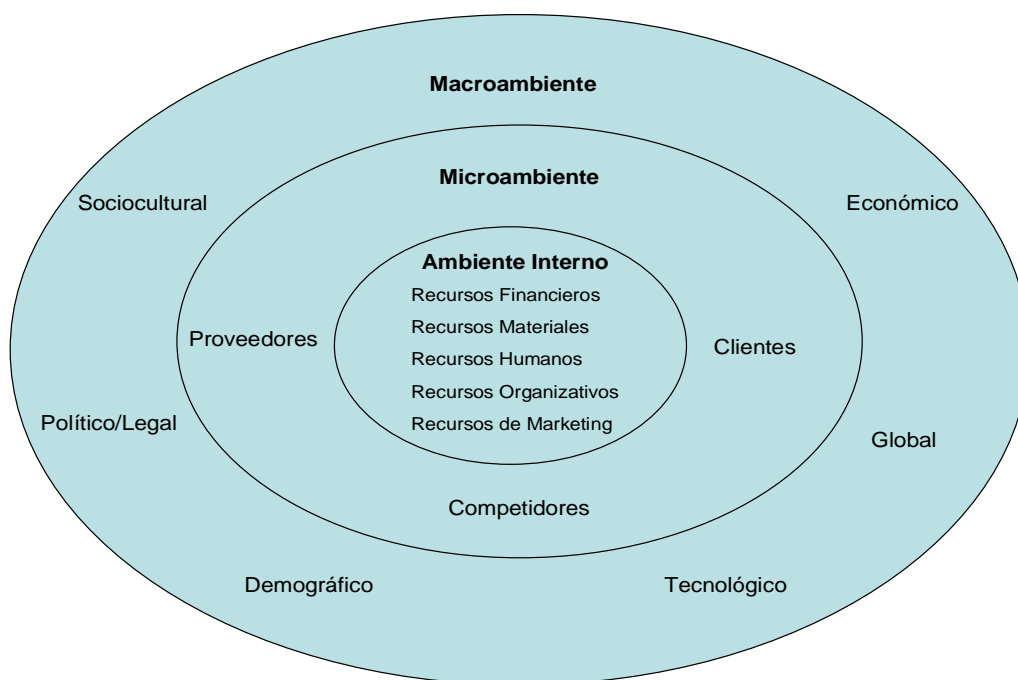 Macroambiente
Microambiente
Sociocultural
Económico
Ambiente Interno
Recursos Financieros
Recursos Materiales
Proveedores
Clientes
Recursos Humanos
Recursos Organizativos
Recursos de Marketing
Político/Legal
Global
Competidores
Demográfico
Tecnológico